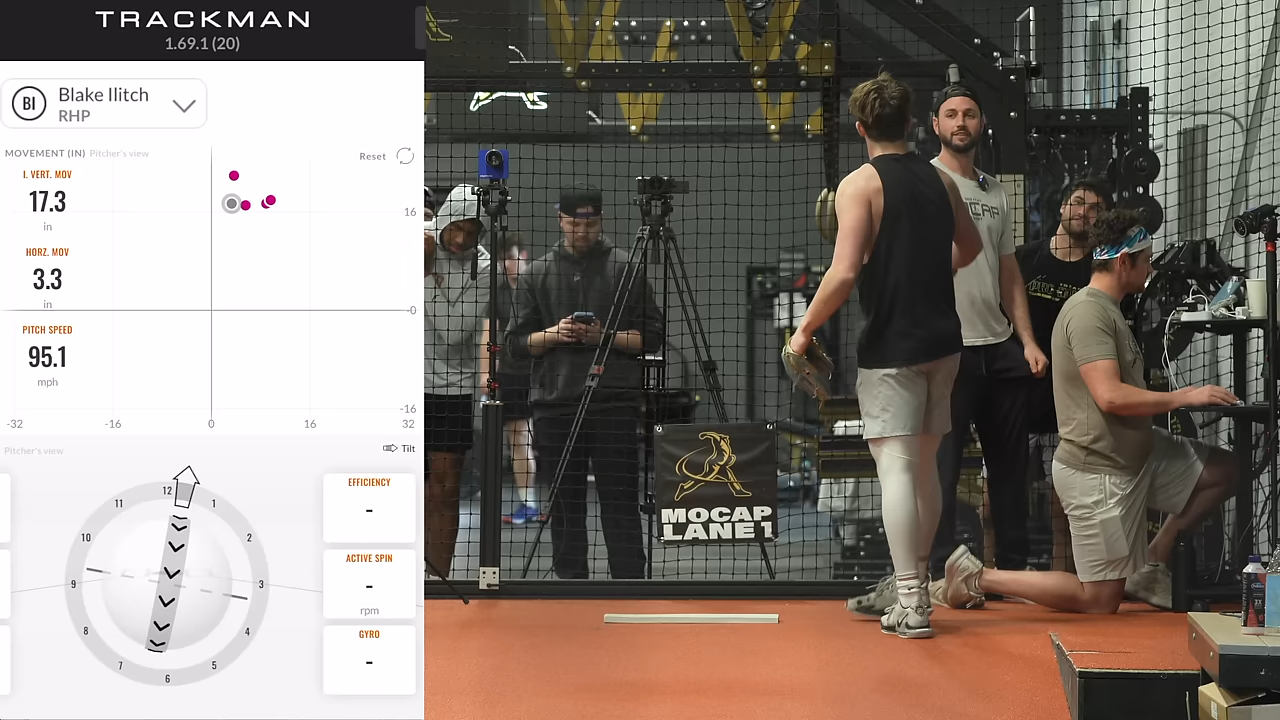 TRACKMAN
1.69.1 (20)
BI
Blake Ilitch
RHP
MOVEMENT (IN) Pitcher's view
Reset
I. VERT. MOV
17.3
in
HORZ. MOV
3.3
in
PITCH SPEED
95.1
mph
16
-0
-16
-32
-16
0
16
32
Pitcher's view
Tilt
12
11
1
11
10
2
9
3
8
4
7
5
6
EFFICIENCY
-
ACTIVE SPIN
-
rpm
GYRO
-
MOCAP
LANE 1